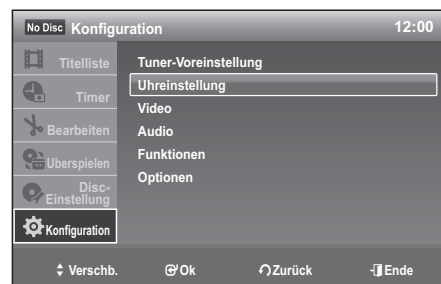 No Disc Konfiguration 12:00
Titelliste
Timer
Bearbeiten
Uberspielen
Disc-
Einstellung
Konfiguration
Tuner-Voreinstellung
Uhreinstellung
Video
Audio
Funktionen
Optionen
Verschb. Ok Zurück Ende